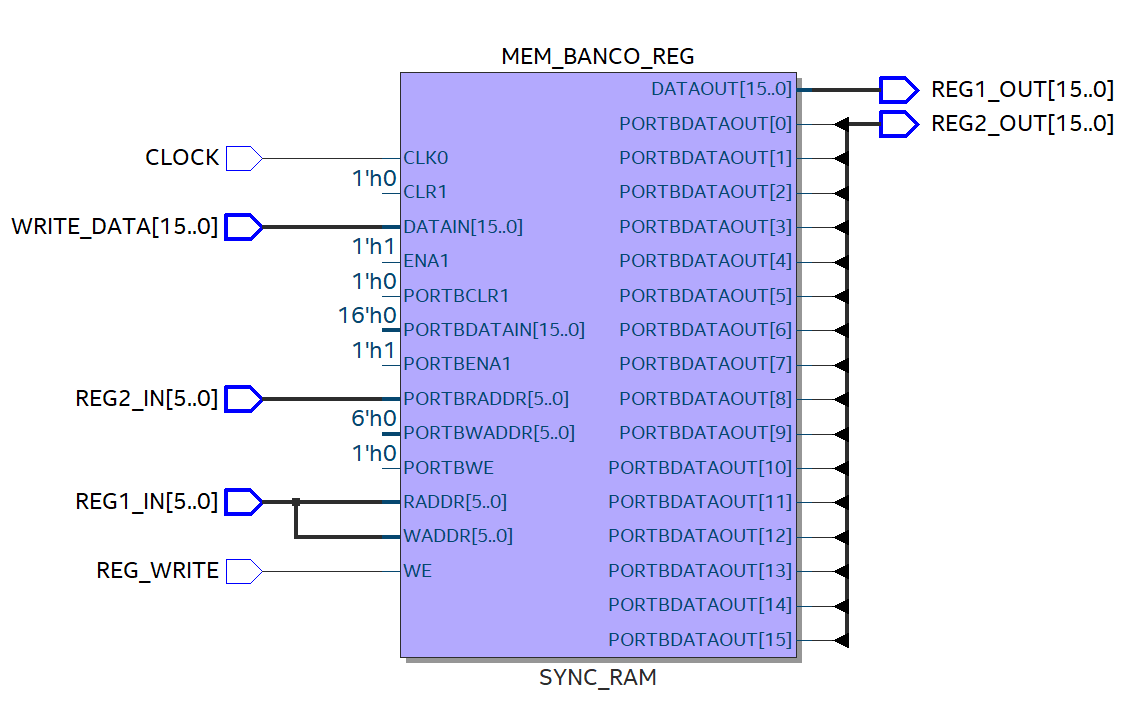 MEM_BANCO_REG
DATAOUT[15..0]
REG1_OUT[15..0]
PORTBDATAOUT[0]
REG2_OUT[15..0]
CLOCK
CLK0
PORTBDATAOUT[1]
1'h0
CLR1
PORTBDATAOUT[2]
WRITE_DATA[15..0]
DATAIN[15..0]
PORTBDATAOUT[3]
1'h1
ENA1
PORTBDATAOUT[4]
1'h0
PORTBCLR1
PORTBDATAOUT[5]
16'h0
PORTBDATAIN[15..0]
PORTBDATAOUT[6]
1'h1
PORTBENA1
PORTBDATAOUT[7]
REG2_IN[5..0]
PORTBRADDR[5..0]
PORTBDATAOUT[8]
6'h0
PORTBWADDR[5..0]
PORTBDATAOUT[9]
1'h0
PORTBWE
PORTBDATAOUT[10]
REG1_IN[5..0]
RADDR[5..0]
PORTBDATAOUT[11]
WADDR[5..0]
PORTBDATAOUT[12]
REG_WRITE
WE
PORTBDATAOUT[13]
PORTBDATAOUT[14]
PORTBDATAOUT[15]
SYNC_RAM